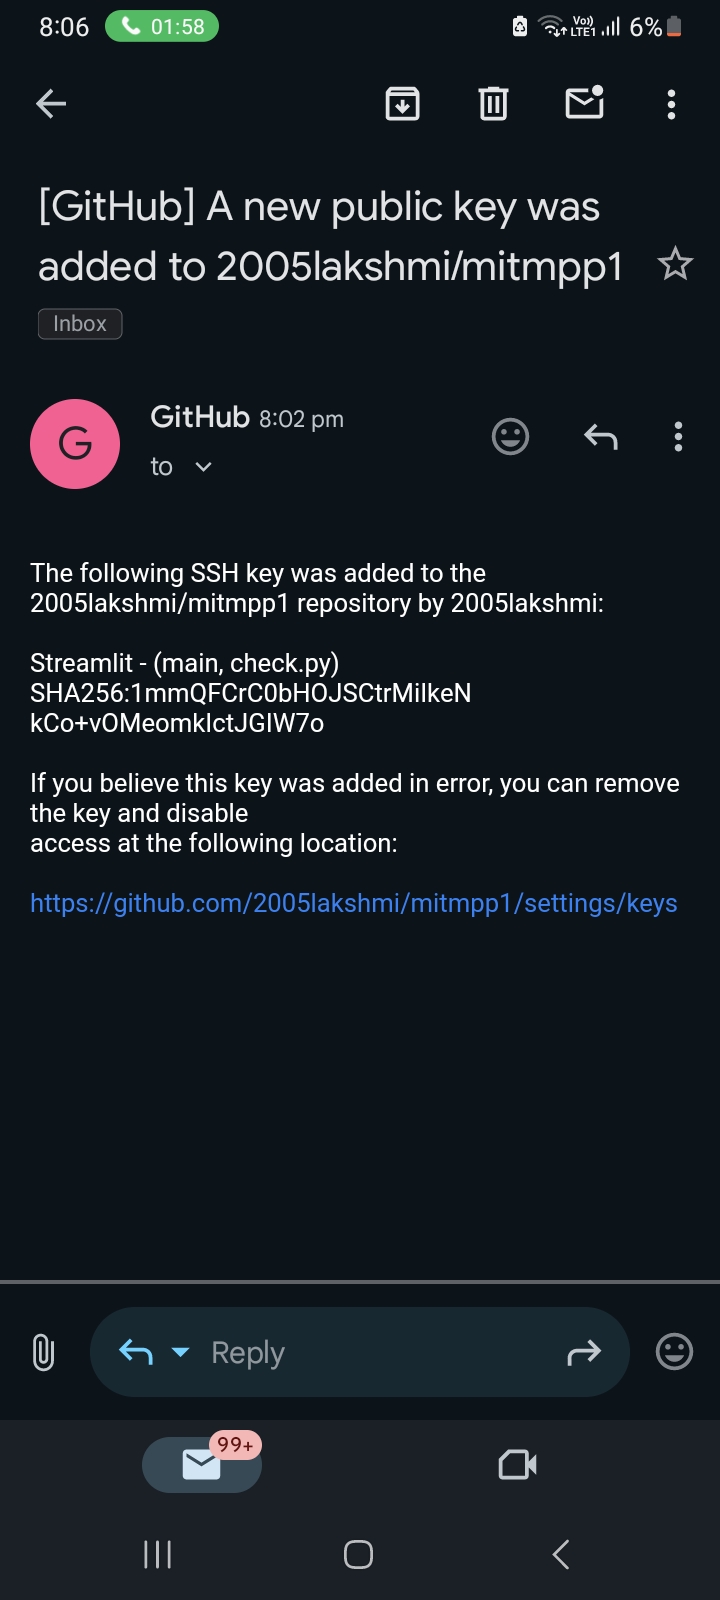 8:06 01:58 Vo)) LTE1 6%
[GitHub] A new public key was
added to 2005lakshmi/mitmpp1
Inbox
G
GitHub 8:02 pm
to
The following SSH key was added to the
2005lakshmi/mitmpp1 repository by 2005lakshmi:
Streamlit - (main, check.py)
SHA256:1mmQFCrC0bHOJSCtrMilkeN
kCo+vOMeomkIctJGIW7o
If you believe this key was added in error, you can remove
the key and disable
access at the following location:
https://github.com/2005lakshmi/mitmpp1/settings/keys
Reply
99+